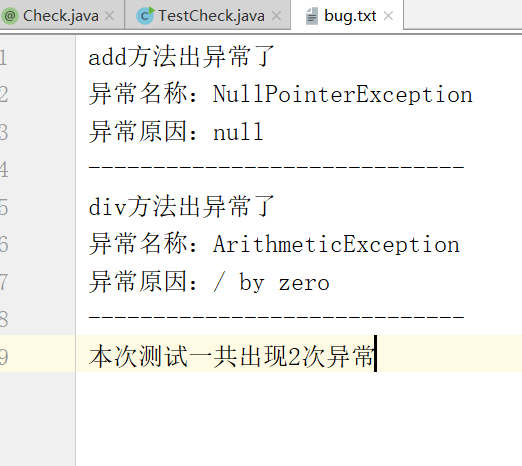 Check.java
TestCheck.java
bug.txt
1 add方法出异常了
2 异常名称：NullPointerException
3 异常原因：null
4 -----------------------------
5 div方法出异常了
6 异常名称：ArithmeticException
7 异常原因：/ by zero
8 -----------------------------
9 本次测试一共出现2次异常